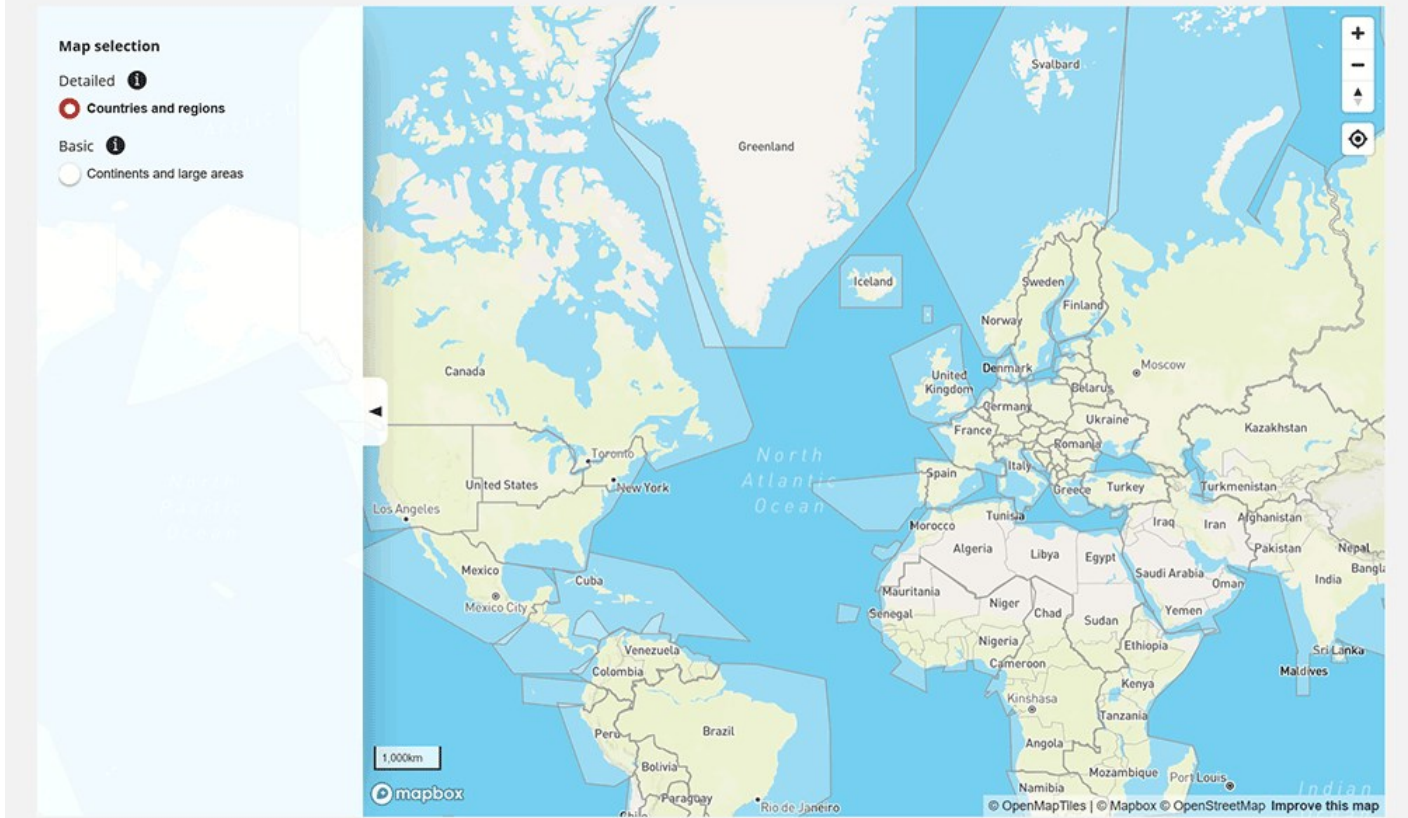 Map selection
Detailed
Countries and regions
Basic
Continents and large areas
Svalbard
Greenland
Iceland
Sweden
Finland
Norway
Canada
United
Kingdom
Denmark
Moscow
Belarus
Germany
Ukraine
France
Kazakhstan
Romania
Toronto
North
Atlantic
Ocean
Spain
Italy
United States
New York
Greece
Turkey
Turkmenistan
Los Angeles
Morocco
Tunisia
Iraq
Iran
Afghanistan
Algeria
Libya
Egypt
Pakistan
Nepal
Mexico
Cuba
Saudi Arabia
Oman
India
Bangla
Mexico City
Mauritania
Niger
Chad
Sudan
Yemen
Senegal
Nigeria
Ethiopia
Venezuela
Cameroon
Sri Lanka
Colombia
Maldives
Kenya
Kinshasa
Tanzania
Peru
Brazil
Angola
1,000km
Bolivia
Mozambique
Port Louis
mapbox
Paraguay
Namibia
Indian
Rio de Janeiro
© OpenMapTiles | © Mapbox © OpenStreetMap Improve this map